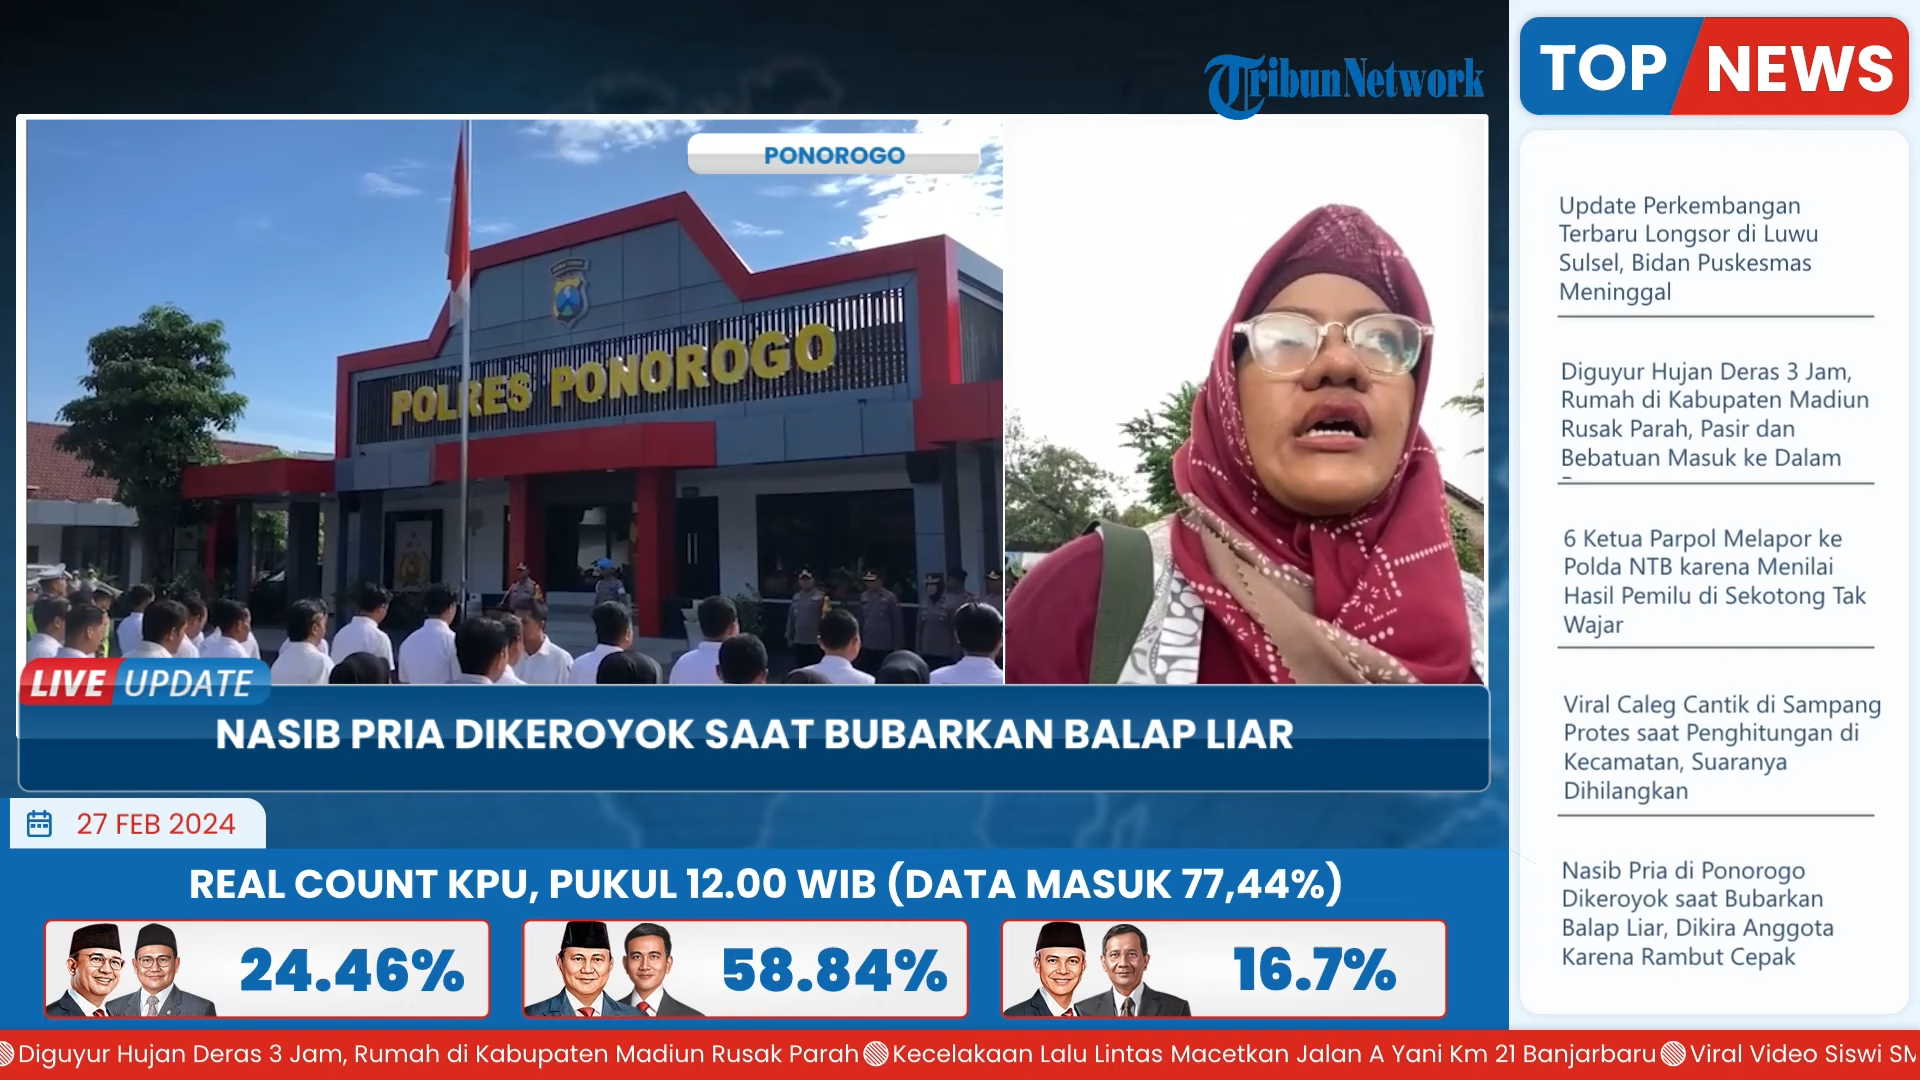 TribunNetwork
TOP NEWS
PONOROGO
POLRES PONOROGO
LIVE UPDATE
NASIB PRIA DIKEROYOK SAAT BUBARKAN BALAP LIAR
27 FEB 2024
REAL COUNT KPU, PUKUL 12.00 WIB (DATA MASUK 77,44%)
24.46%
58.84%
16.7%
Update Perkembangan
Terbaru Longsor di Luwu
Sulsel, Bidan Puskesmas
Meninggal
Diguyur Hujan Deras 3 Jam,
Rumah di Kabupaten Madiun
Rusak Parah, Pasir dan
Bebatuan Masuk ke Dalam
6 Ketua Parpol Melapor ke
Polda NTB karena Menilai
Hasil Pemilu di Sekotong Tak
Wajar
Viral Caleg Cantik di Sampang
Protes saat Penghitungan di
Kecamatan, Suaranya
Dihilangkan
Nasib Pria di Ponorogo
Dikeroyok saat Bubarkan
Balap Liar, Dikira Anggota
Karena Rambut Cepak
Diguyur Hujan Deras 3 Jam, Rumah di Kabupaten Madiun Rusak Parah Kecelakaan Lalu Lintas Macetkan Jalan A Yani Km 21 Banjarbaru Viral Video Siswi